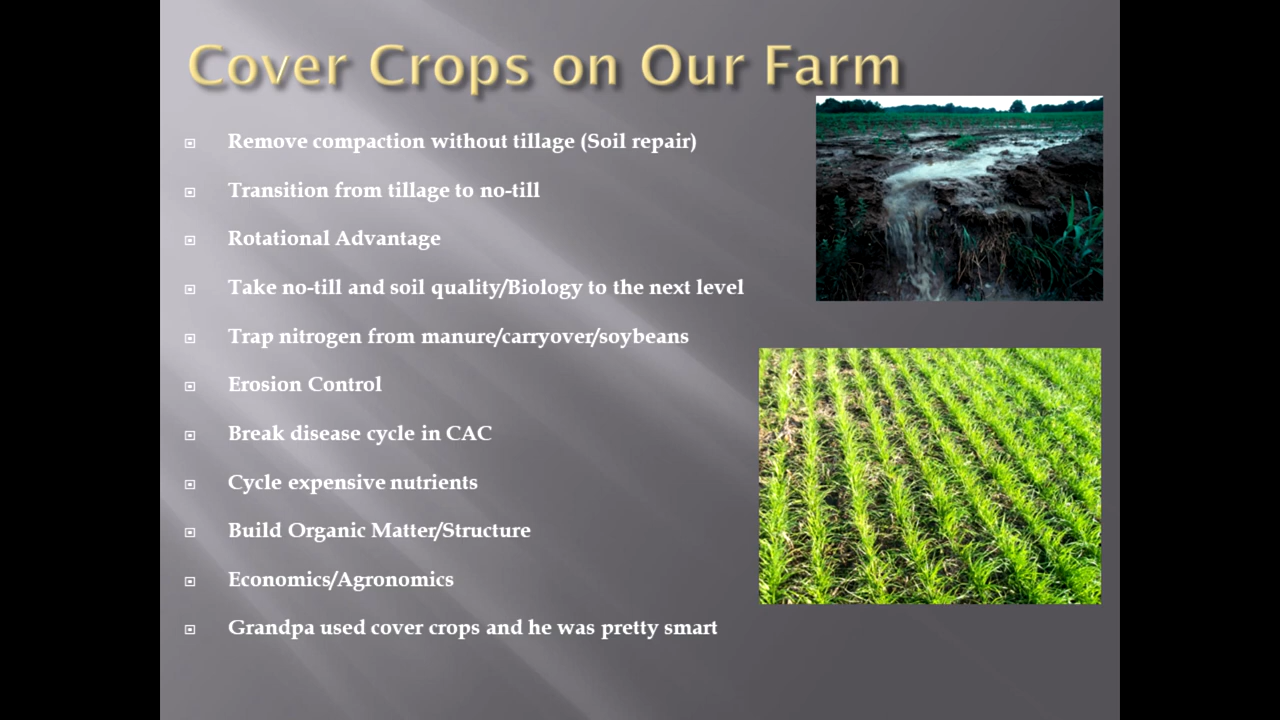 Cover Crops on Our Farm
Remove compaction without tillage (Soil repair)
Transition from tillage to no-till
Rotational Advantage
Take no-till and soil quality/Biology to the next level
Trap nitrogen from manure/carryover/soybeans
Erosion Control
Break disease cycle in CAC
Cycle expensive nutrients
Build Organic Matter/Structure
Economics/Agronomics
Grandpa used cover crops and he was pretty smart